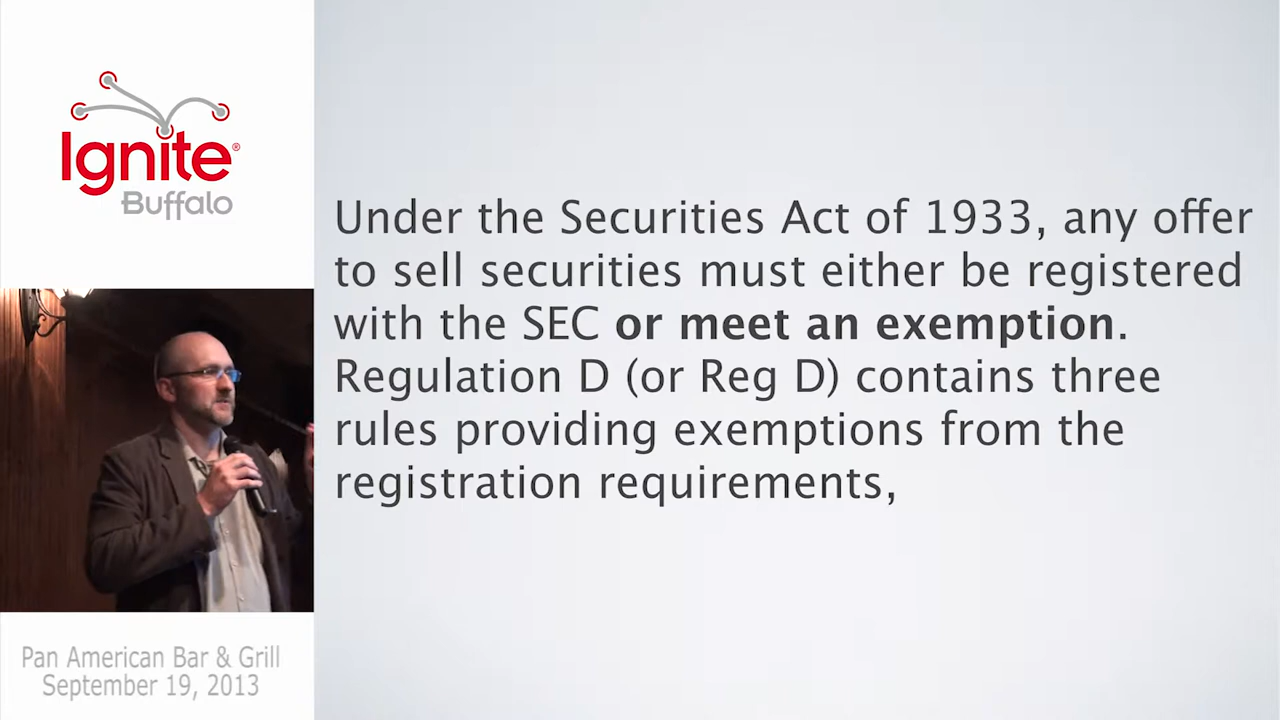 Ignite®
Buffalo
Under the Securities Act of 1933, any offer
to sell securities must either be registered
with the SEC or meet an exemption.
Regulation D (or Reg D) contains three
rules providing exemptions from the
registration requirements,
Pan American Bar & Grill
September 19, 2013